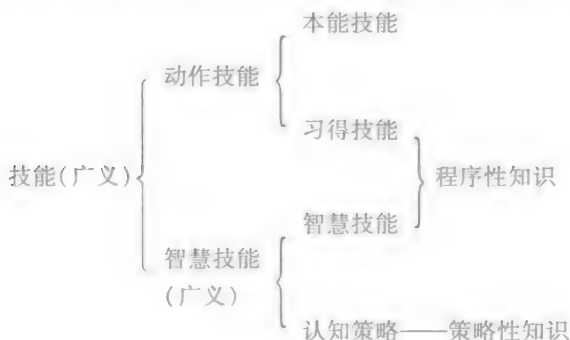 本能技能
动作技能
习得技能
技能(广义)
程序性知识
智慧技能
智慧技能
(广义)
认知策略——策略性知识